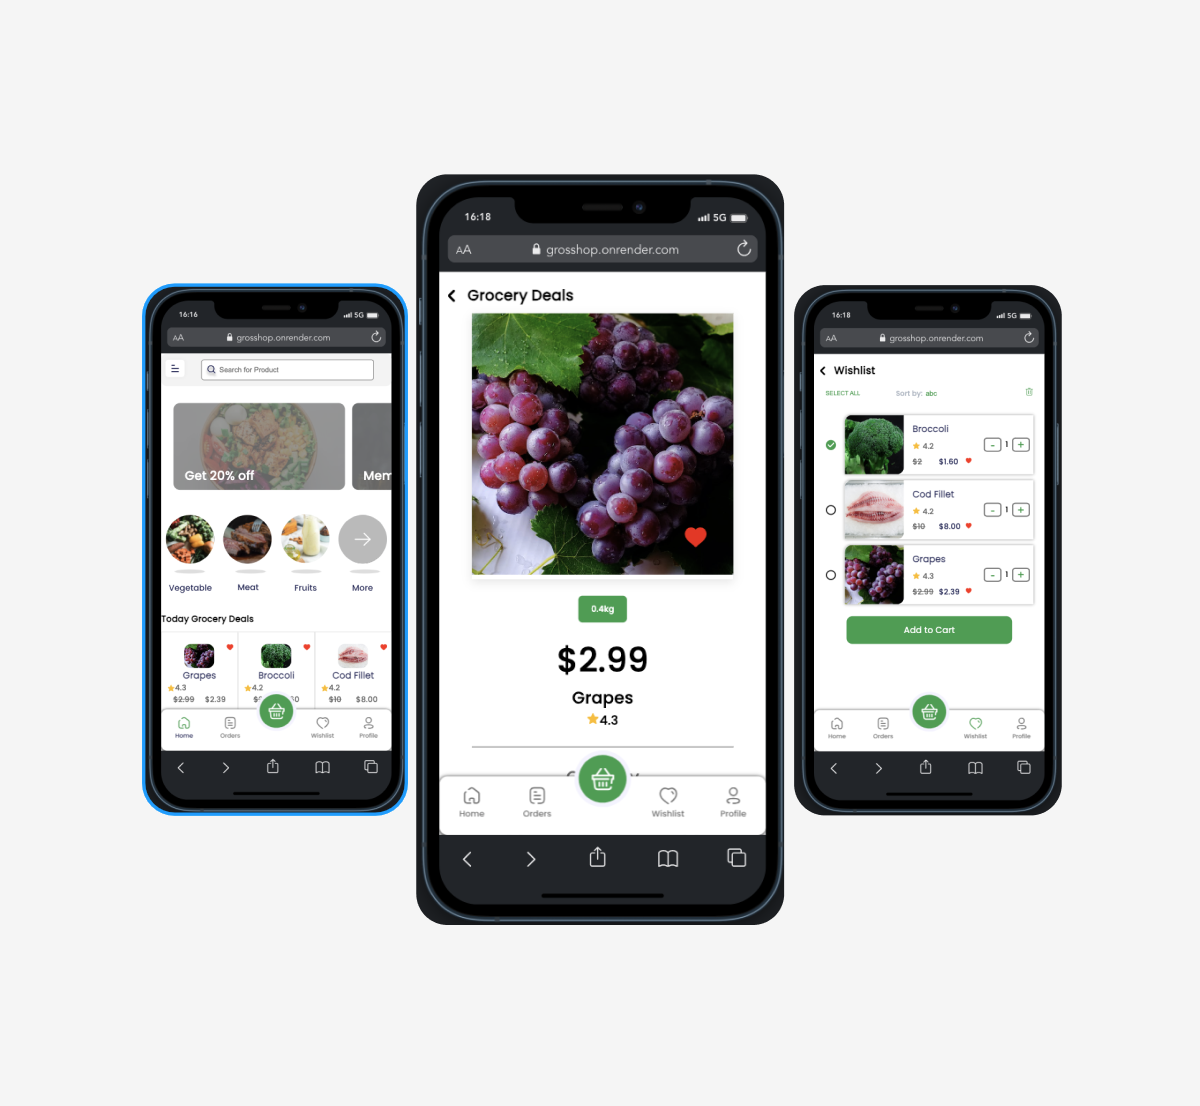 16:16
5G
AA
grosshop.onrender.com
Search for Product
Get 20% off
Mem
Vegetable
Meat
Fruits
More
Today Grocery Deals
Grapes
4.3
$2.99 $2.39
Broccoli
4.2
Cod Fillet
4.2
$10 $8.00
Home
Orders
Wishlist
Profile
16:18
5G
AA
grosshop.onrender.com
Grocery Deals
0.4kg
$2.99
Grapes
4.3
Home
Orders
Wishlist
Profile
16:18
5G
AA
grosshop.onrender.com
Wishlist
SELECT ALL
Sort by: abc
Broccoli
4.2
- 1 +
$2 $1.60
Cod Fillet
4.2
- 1 +
$10 $8.00
Grapes
4.3
- 1 +
$2.99 $2.39
Add to Cart
Home
Orders
Wishlist
Profile